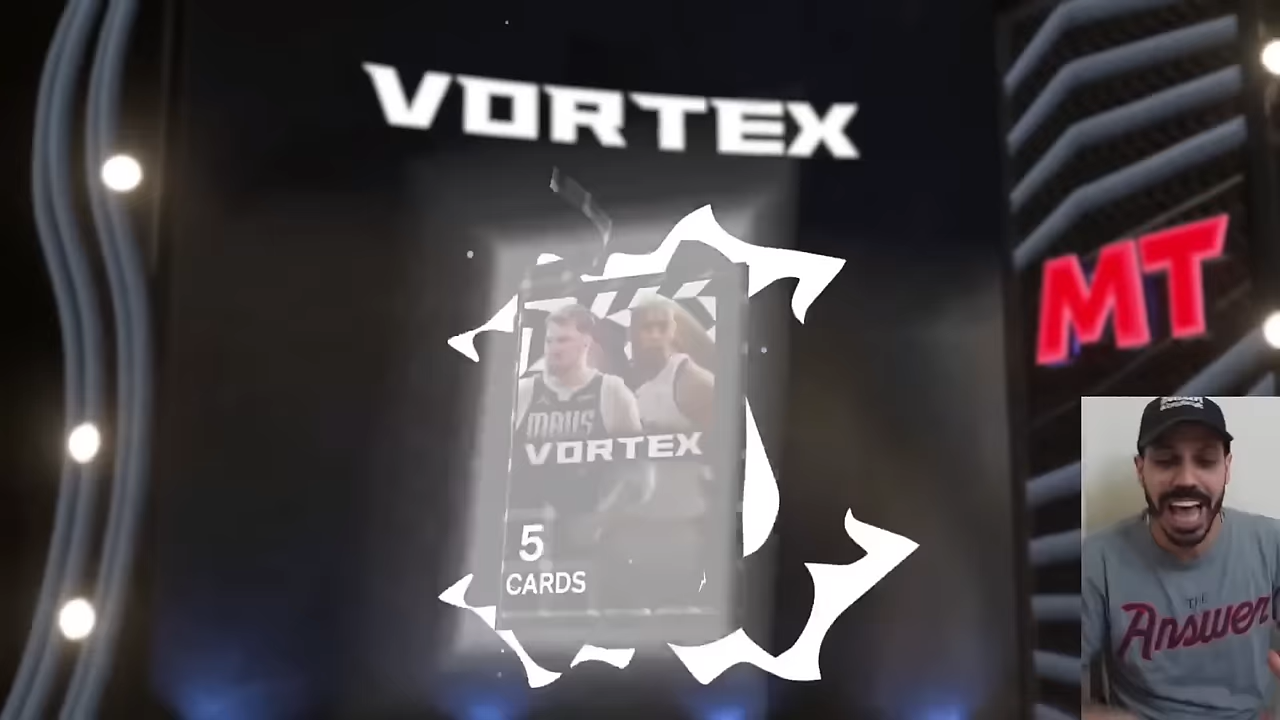 VORTEX
MT
MAVS
VORTEX
5
CARDS
THE
Answer